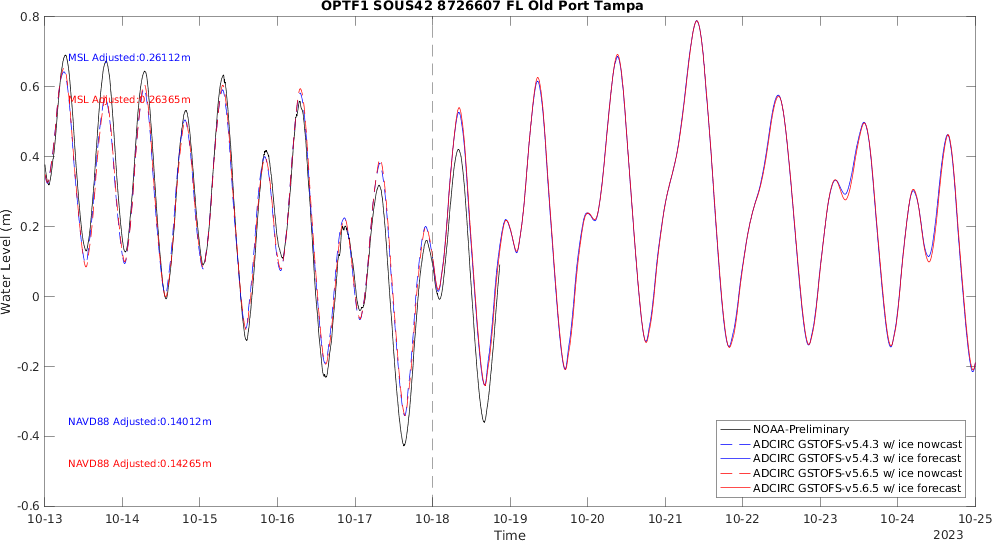 OPTF1 SOUS42 8726607 FL Old Port Tampa
0.8
0.6
0.4
0.2
0
-0.2
-0.4
-0.6
Water Level (m)
MSL Adjusted:0.26112m
MSL Adjusted:0.26365m
NAVD88 Adjusted:0.14012m
NAVD88 Adjusted:0.14265m
NOAA-Preliminary
ADCIRC GSTOFS-v5.4.3 w/ ice nowcast
ADCIRC GSTOFS-v5.4.3 w/ ice forecast
ADCIRC GSTOFS-v5.6.5 w/ ice nowcast
ADCIRC GSTOFS-v5.6.5 w/ ice forecast
10-13 10-14 10-15 10-16 10-17 10-18 10-19 10-20 10-21 10-22 10-23 10-24 10-25
Time
2023